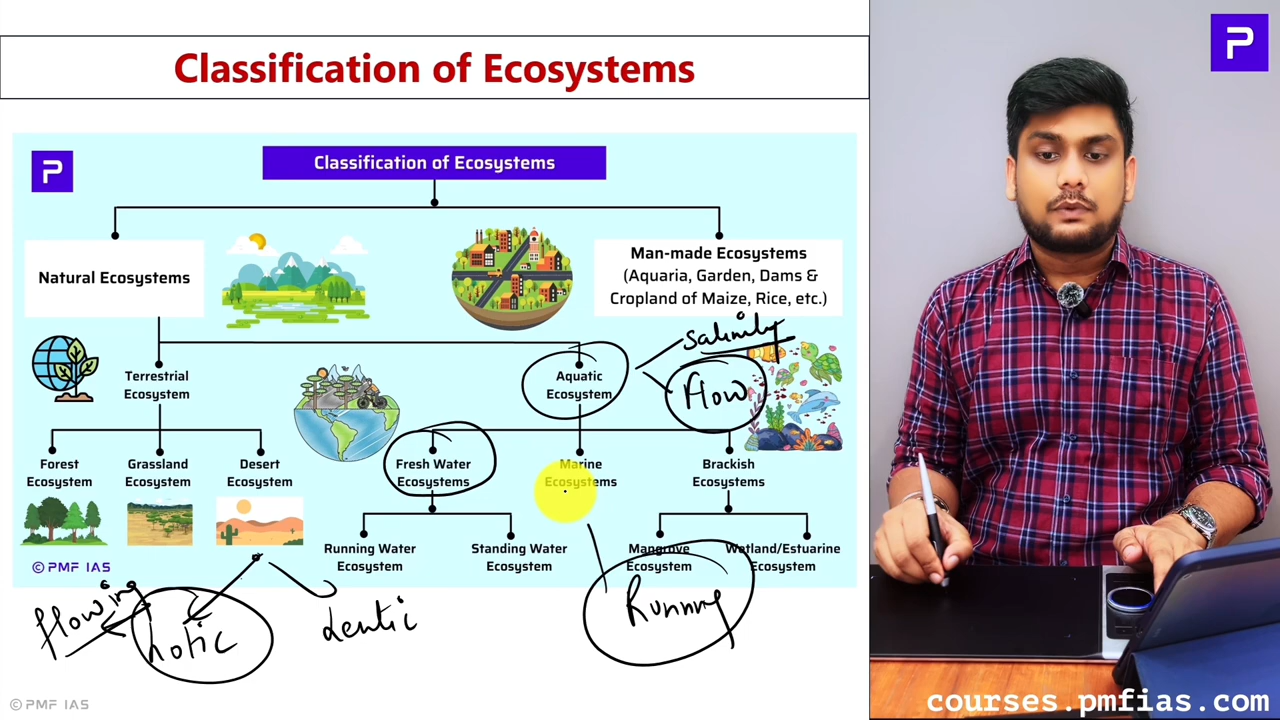 Classification of Ecosystems
P
P
Classification of Ecosystems
Natural Ecosystems
Man-made Ecosystems
(Aquaria, Garden, Dams &
Cropland of Maize, Rice, etc.)
Salinity
Flow
Terrestrial
Ecosystem
Aquatic
Ecosystem
Forest
Ecosystem
Grassland
Ecosystem
Desert
Ecosystem
Fresh Water
Ecosystems
Marine
Ecosystems
Brackish
Ecosystems
Running Water
Ecosystem
Standing Water
Ecosystem
Mangrove
Ecosystem
Wetland/Estuarine
Ecosystem
© PMF IAS
flowing
Lotic
Lentic
Running
© PMF IAS
courses.pmfias.com